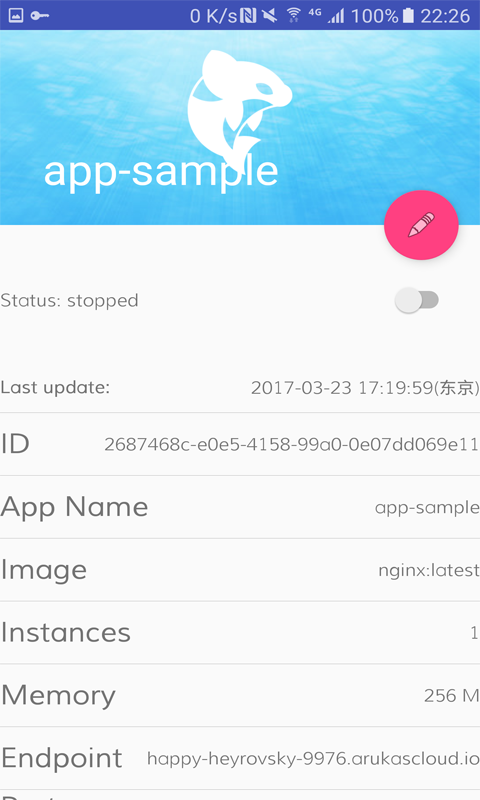 0 K/s 4G 100% 22:26
app-sample
Status: stopped
Last update: 2017-03-23 17:19:59(东京)
ID 2687468c-e0e5-4158-99a0-0e07dd069e11
App Name app-sample
Image nginx:latest
Instances 1
Memory 256 M
Endpoint happy-heyrovsky-9976.arukascloud.io